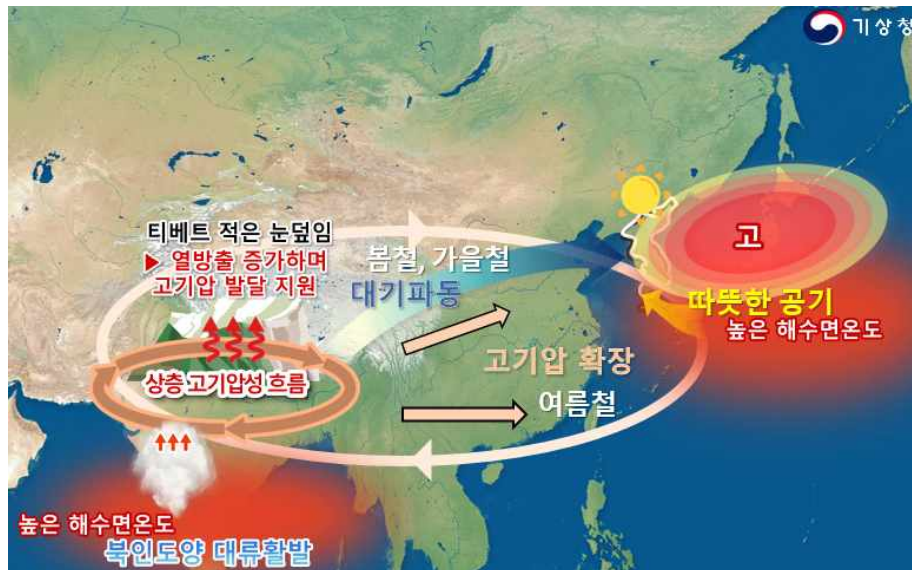 기상청
티베트 적은 눈덮임
▶ 열방출 증가하며
고기압 발달 지원
봄철, 가을철
대기파동
고
따뜻한 공기
높은 해수면온도
고기압 확장
여름철
상층 고기압성 흐름
높은 해수면온도
북인도양 대류활발